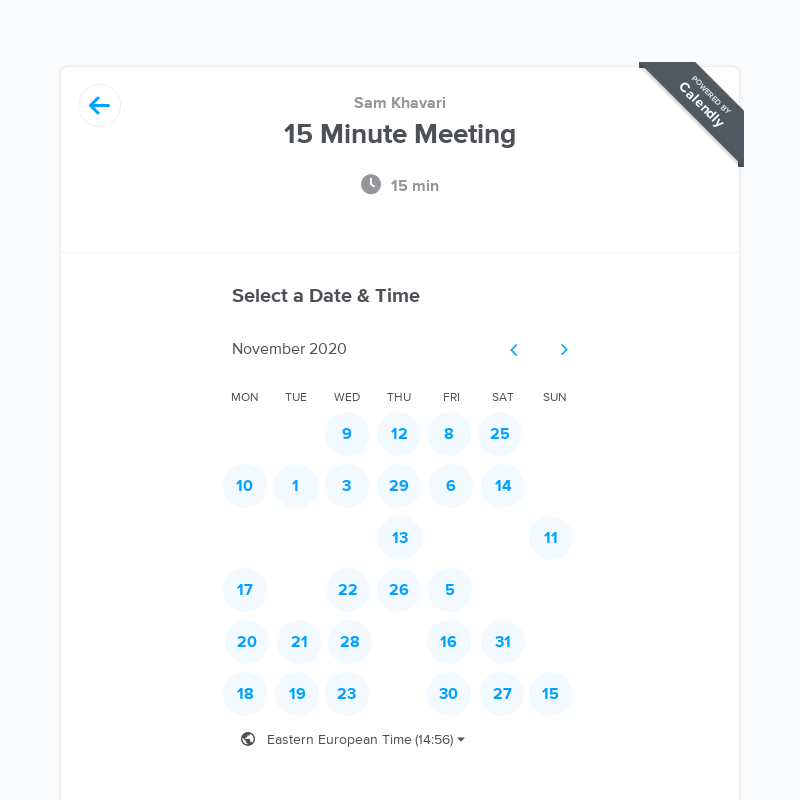 POWERED BY
Calendly
Sam Khavari
15 Minute Meeting
15 min
Select a Date & Time
November 2020
MON TUE WED THU FRI SAT SUN
9 12 8 25
10 1 3 29 6 14
13 11
17 22 26 5
20 21 28 16 31
18 19 23 30 27 15
Eastern European Time (14:56)